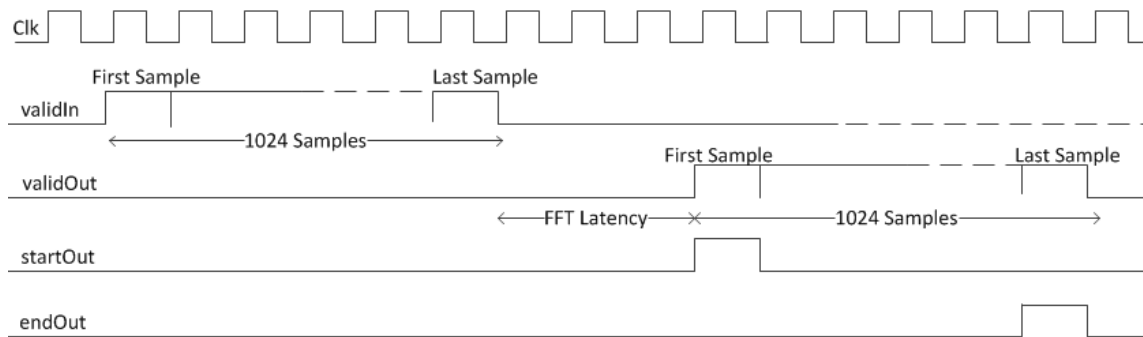 Clk
First Sample
Last Sample
validIn
1024 Samples
First Sample
Last Sample
validOut
FFT Latency
1024 Samples
startOut
endOut